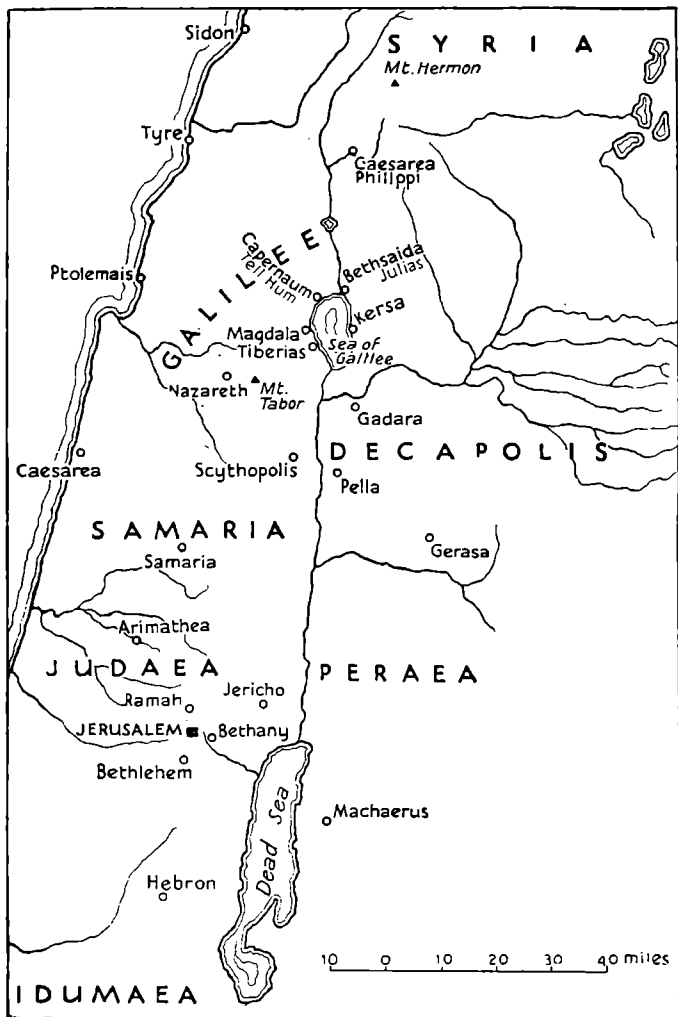 Sidon
SYRIA
Mt. Hermon
Tyre
Caesarea
Philippi
GALILEE
Capernaum
Tell Hum
Bethsaida
Julias
Ptolemais
Kersa
Magdala
Tiberias
Sea of
Galilee
Nazareth
Mt.
Tabor
Gadara
DECAPOLIS
Caesarea
Scythopolis
Pella
SAMARIA
Samaria
Gerasa
Arimathea
JUDAEA
PERAEA
Ramah
Jericho
JERUSALEM
Bethany
Bethlehem
Dead Sea
Machaerus
Hebron
10 0 10 20 30 40 miles
IDUMAEA